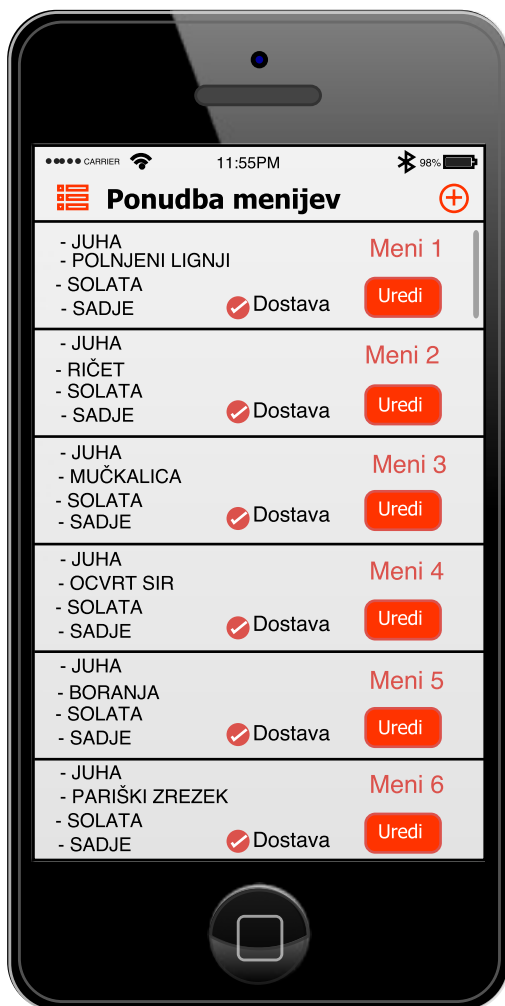 CARRIER 11:55PM 98%
Ponudba menijev
- JUHA
- POLNJENI LIGNJI
- SOLATA
- SADJE
Dostava
Meni 1
Uredi
- JUHA
- RIČET
- SOLATA
- SADJE
Dostava
Meni 2
Uredi
- JUHA
- MUČKALICA
- SOLATA
- SADJE
Dostava
Meni 3
Uredi
- JUHA
- OCVRT SIR
- SOLATA
- SADJE
Dostava
Meni 4
Uredi
- JUHA
- BORANJA
- SOLATA
- SADJE
Dostava
Meni 5
Uredi
- JUHA
- PARIŠKI ZREZEK
- SOLATA
- SADJE
Dostava
Meni 6
Uredi